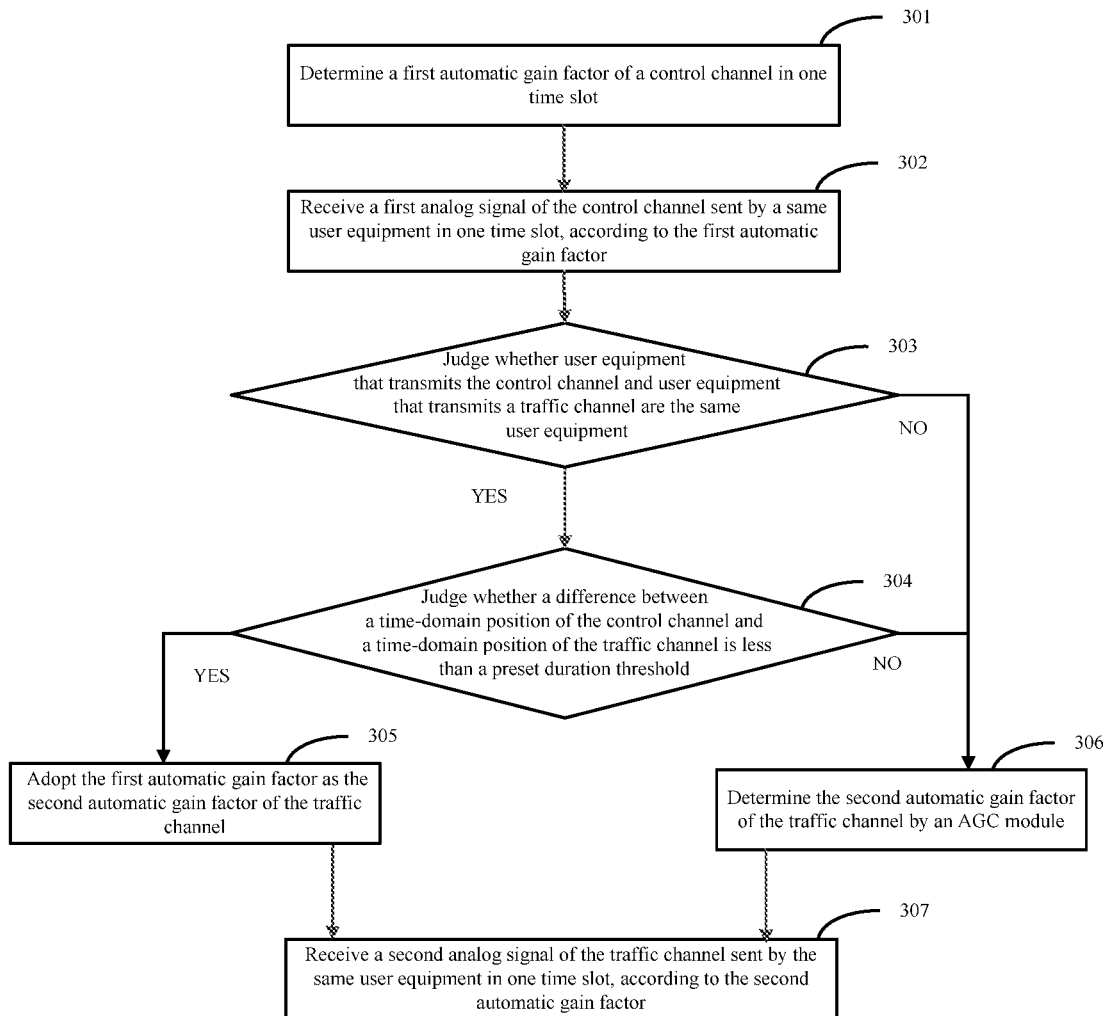 301
Determine a first automatic gain factor of a control channel in one
time slot
302
Receive a first analog signal of the control channel sent by a same
user equipment in one time slot, according to the first automatic
gain factor
303
Judge whether user equipment
that transmits the control channel and user equipment
that transmits a traffic channel are the same
user equipment
NO
YES
304
Judge whether a difference between
a time-domain position of the control channel and
a time-domain position of the traffic channel is less
than a preset duration threshold
YES
NO
305
Adopt the first automatic gain factor as the
second automatic gain factor of the traffic
channel
306
Determine the second automatic gain factor
of the traffic channel by an AGC module
307
Receive a second analog signal of the traffic channel sent by the
same user equipment in one time slot, according to the second
automatic gain factor